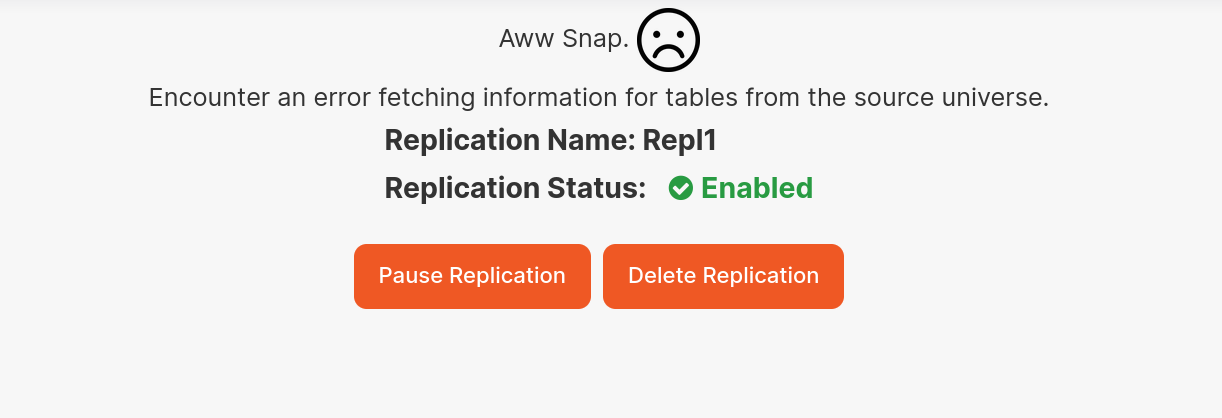 Aww Snap.
Encounter an error fetching information for tables from the source universe.
Replication Name: Repl1
Replication Status: Enabled
Pause Replication
Delete Replication